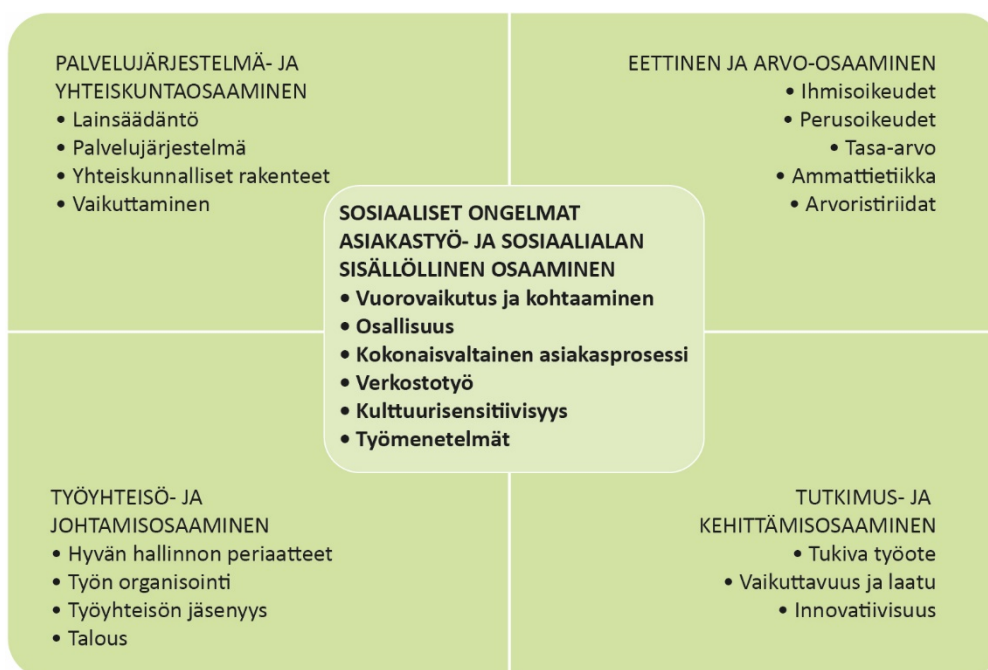 PALVELUJÄRJESTELMÄ- JA
YHTEISKUNTAOSAAMINEN
• Lainsäädäntö
• Palvelujärjestelmä
• Yhteiskunnalliset rakenteet
• Vaikuttaminen
EETTINEN JA ARVO-OSAAMINEN
• Ihmisoikeudet
• Perusoikeudet
• Tasa-arvo
• Ammattietiikka
• Arvoristiriidat
SOSIAALISET ONGELMAT
ASIAKASTYÖ- JA SOSIAALIALAN
SISÄLLÖLLINEN OSAAMINEN
• Vuorovaikutus ja kohtaaminen
• Osallisuus
• Kokonaisvaltainen asiakasprosessi
• Verkostotyö
• Kulttuurisensitiivisyys
• Työmenetelmät
TYÖYHTEISÖ- JA
JOHTAMISOSAAMINEN
• Hyvän hallinnon periaatteet
• Työn organisointi
• Työyhteisön jäsenyys
• Talous
TUTKIMUS- JA
KEHITTÄMISOSAAMINEN
• Tukiva työote
• Vaikuttavuus ja laatu
• Innovatiivisuus